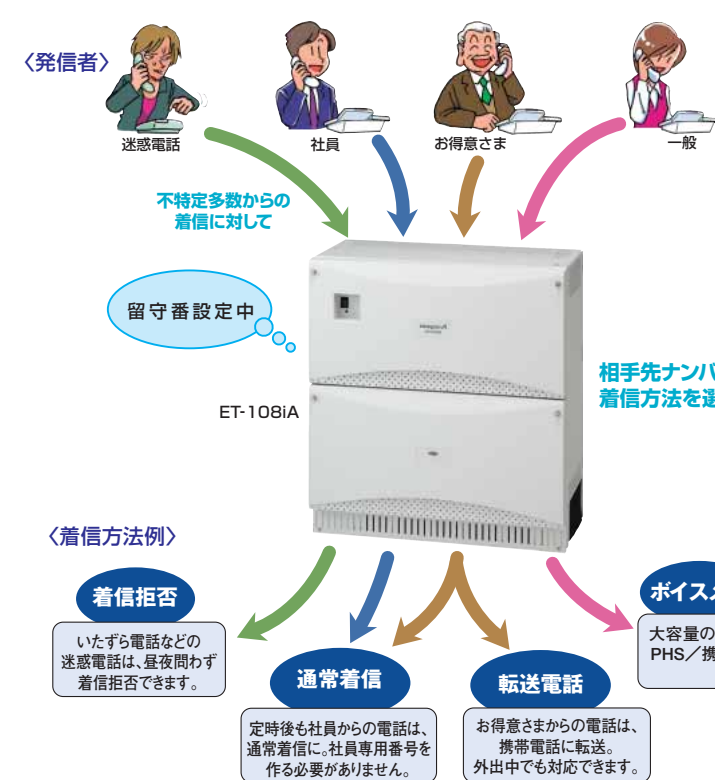 〈発信者〉
迷惑電話
社員
お得意さま
一般
不特定多数からの
着信に対して
留守番設定中
相手先ナンバ
着信方法を選
ET-108iA
〈着信方法例〉
着信拒否
いたずら電話などの
迷惑電話は、昼夜問わず
着信拒否できます。
通常着信
定時後も社員からの電話は、
通常着信に。社員専用番号を
作る必要がありません。
転送電話
お得意さまからの電話は、
携帯電話に転送。
外出中でも対応できます。
ボイスメ
大容量の
PHS／携